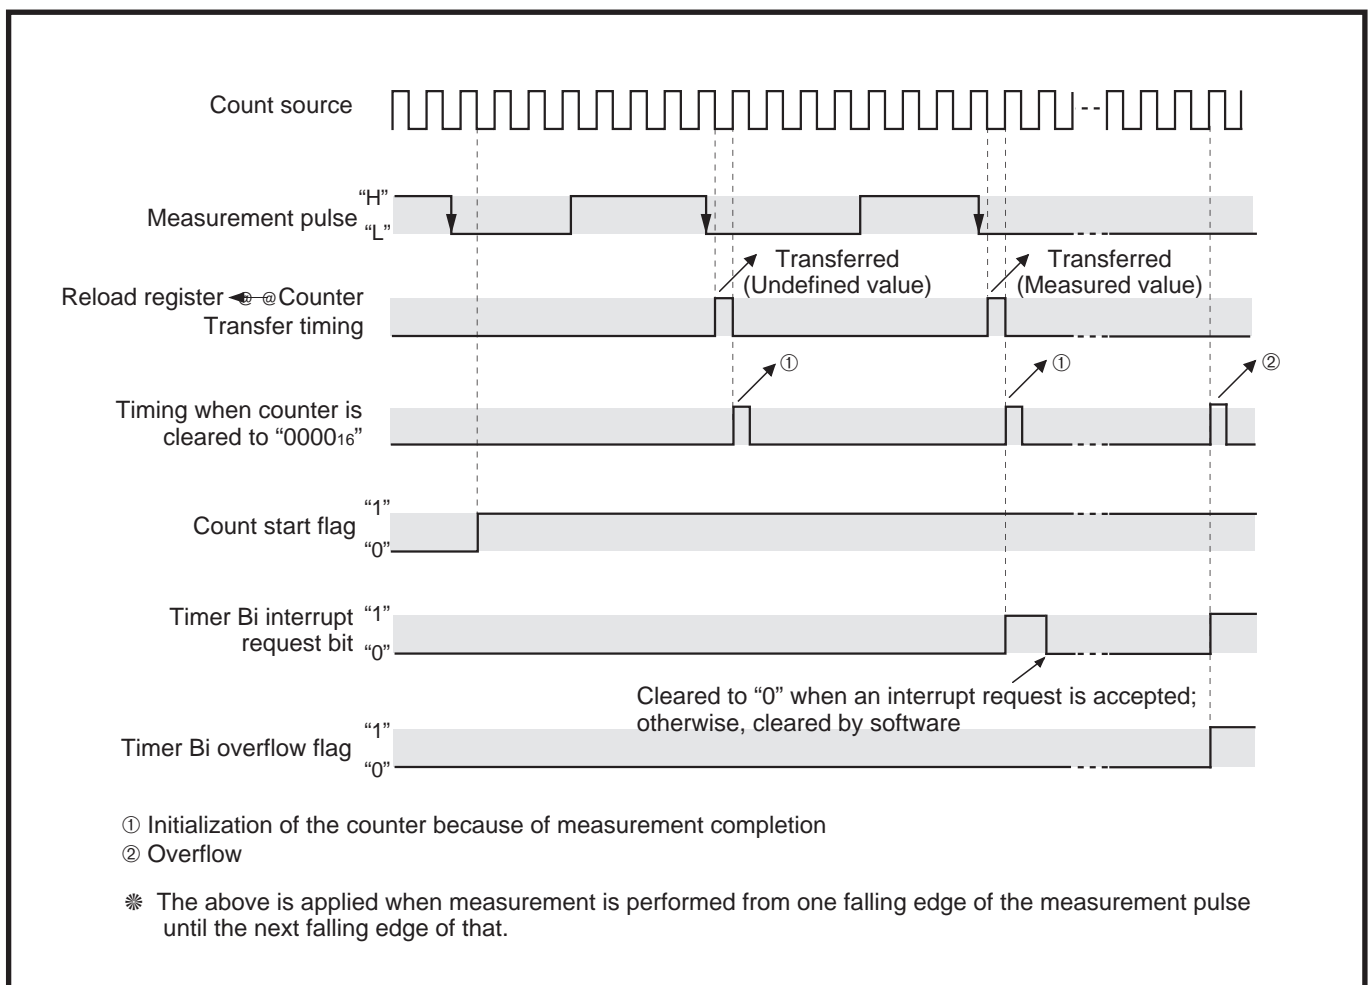 Count source
Measurement pulse
“H”
“L”
Transferred
(Undefined value)
Transferred
(Measured value)
Reload register @ @Counter
Transfer timing
①
①
②
Timing when counter is
cleared to “0000₁₆”
Count start flag
“1”
“0”
Timer Bi interrupt
request bit
“1”
“0”
Cleared to “0” when an interrupt request is accepted;
otherwise, cleared by software
Timer Bi overflow flag
“1”
“0”
① Initialization of the counter because of measurement completion
② Overflow
❊ The above is applied when measurement is performed from one falling edge of the measurement pulse
until the next falling edge of that.